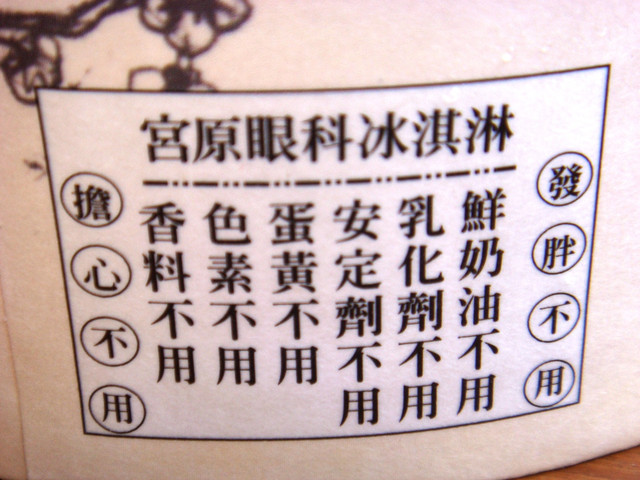 宮原眼科冰淇淋
發胖不用
鮮奶油不用
乳化劑不用
安定劑不用
蛋黃不用
色素不用
香料不用
擔心不用